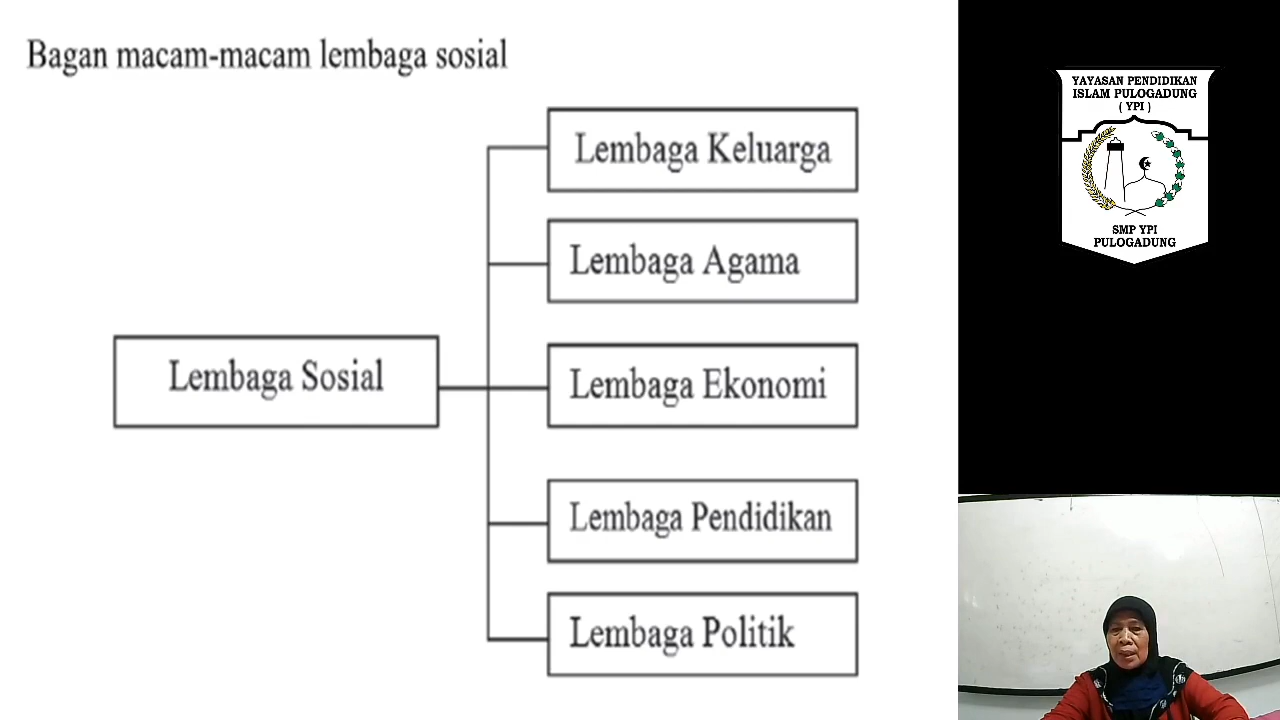 Bagan macam-macam lembaga sosial
Lembaga Sosial
Lembaga Keluarga
Lembaga Agama
Lembaga Ekonomi
Lembaga Pendidikan
Lembaga Politik
YAYASAN PENDIDIKAN
ISLAM PULOGADUNG
( YPI )
SMP YPI
PULOGADUNG